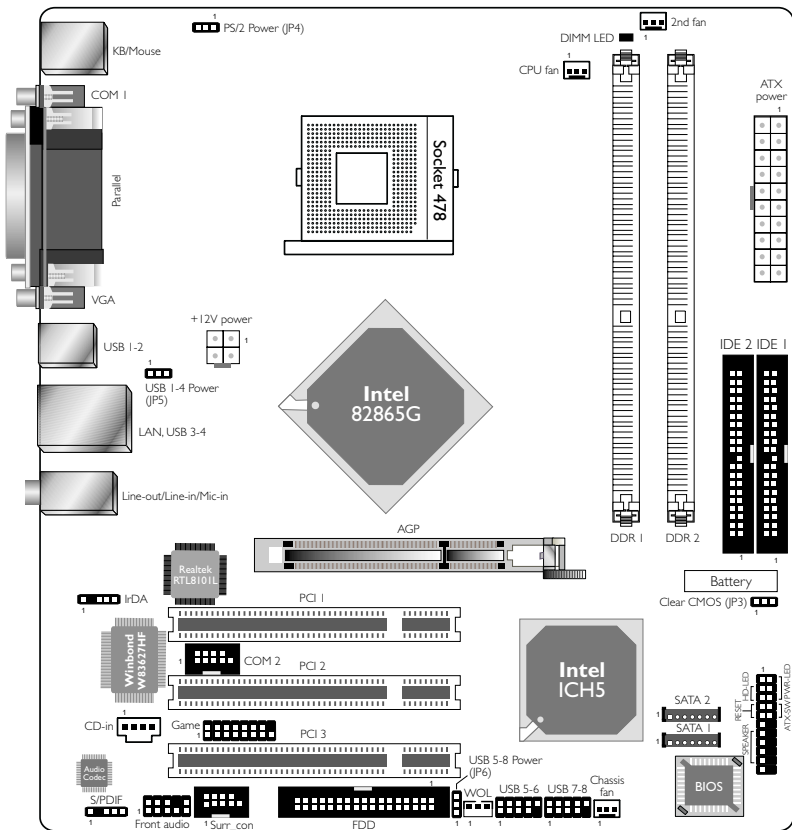 PS/2 Power (JP4)
2nd fan
DIMM LED
KB/Mouse
CPU fan
ATX
power
COM 1
Socket 478
Parallel
VGA
+12V power
USB 1-2
IDE 2 IDE 1
USB 1-4 Power
(JP5)
Intel
82865G
LAN, USB 3-4
Line-out/Line-in/Mic-in
AGP
DDR 1
DDR 2
Realtek
RTL8101L
Battery
IrDA
PCI 1
Clear CMOS (JP3)
Winbond
W83627HF
COM 2
PCI 2
Intel
ICH5
HD-LED
PWR-LED
RESET
ATX-SW
SPEAKER
SATA 2
SATA 1
CD-in
Game
PCI 3
USB 5-8 Power
(JP6)
Audio
Codec
BIOS
S/PDIF
WOL
USB 5-6
USB 7-8
Chassis
fan
Front audio
Surr_con
FDD